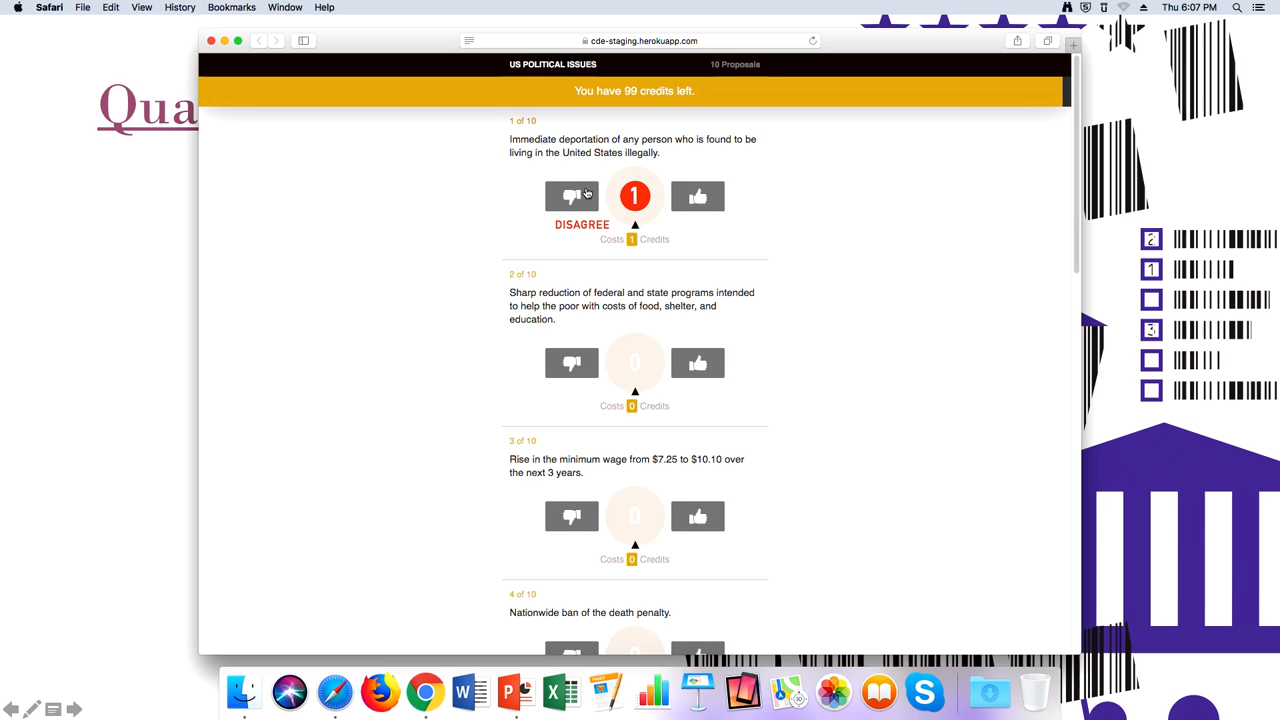 Safari File Edit View History Bookmarks Window Help Thu 6:07 PM
Qua
cde-staging.herokuapp.com
US POLITICAL ISSUES 10 Proposals
You have 99 credits left.
1 of 10
Immediate deportation of any person who is found to be
living in the United States illegally.
1
DISAGREE
Costs 1 Credits
2 of 10
Sharp reduction of federal and state programs intended
to help the poor with costs of food, shelter, and
education.
0
Costs 0 Credits
3 of 10
Rise in the minimum wage from $7.25 to $10.10 over
the next 3 years.
0
Costs 0 Credits
4 of 10
Nationwide ban of the death penalty.
2
1
3